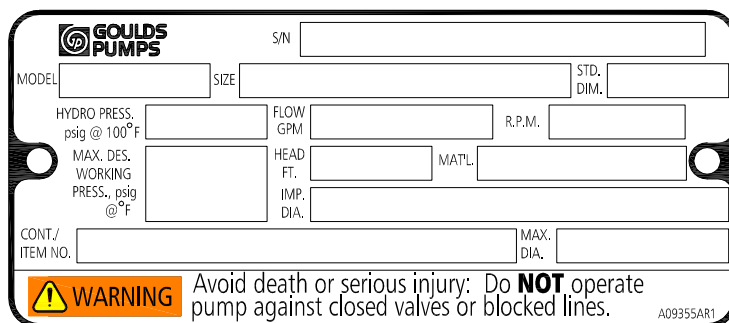 GOULDS
PUMPS
S/N
MODEL
SIZE
STD.
DIM.
HYDRO PRESS.
psig @ 100°F
FLOW
GPM
R.P.M.
MAX. DES.
WORKING
PRESS., psig
@°F
HEAD
FT.
MAT'L.
IMP.
DIA.
CONT./
ITEM NO.
MAX.
DIA.
WARNING
Avoid death or serious injury: Do NOT operate
pump against closed valves or blocked lines.
A09355AR1